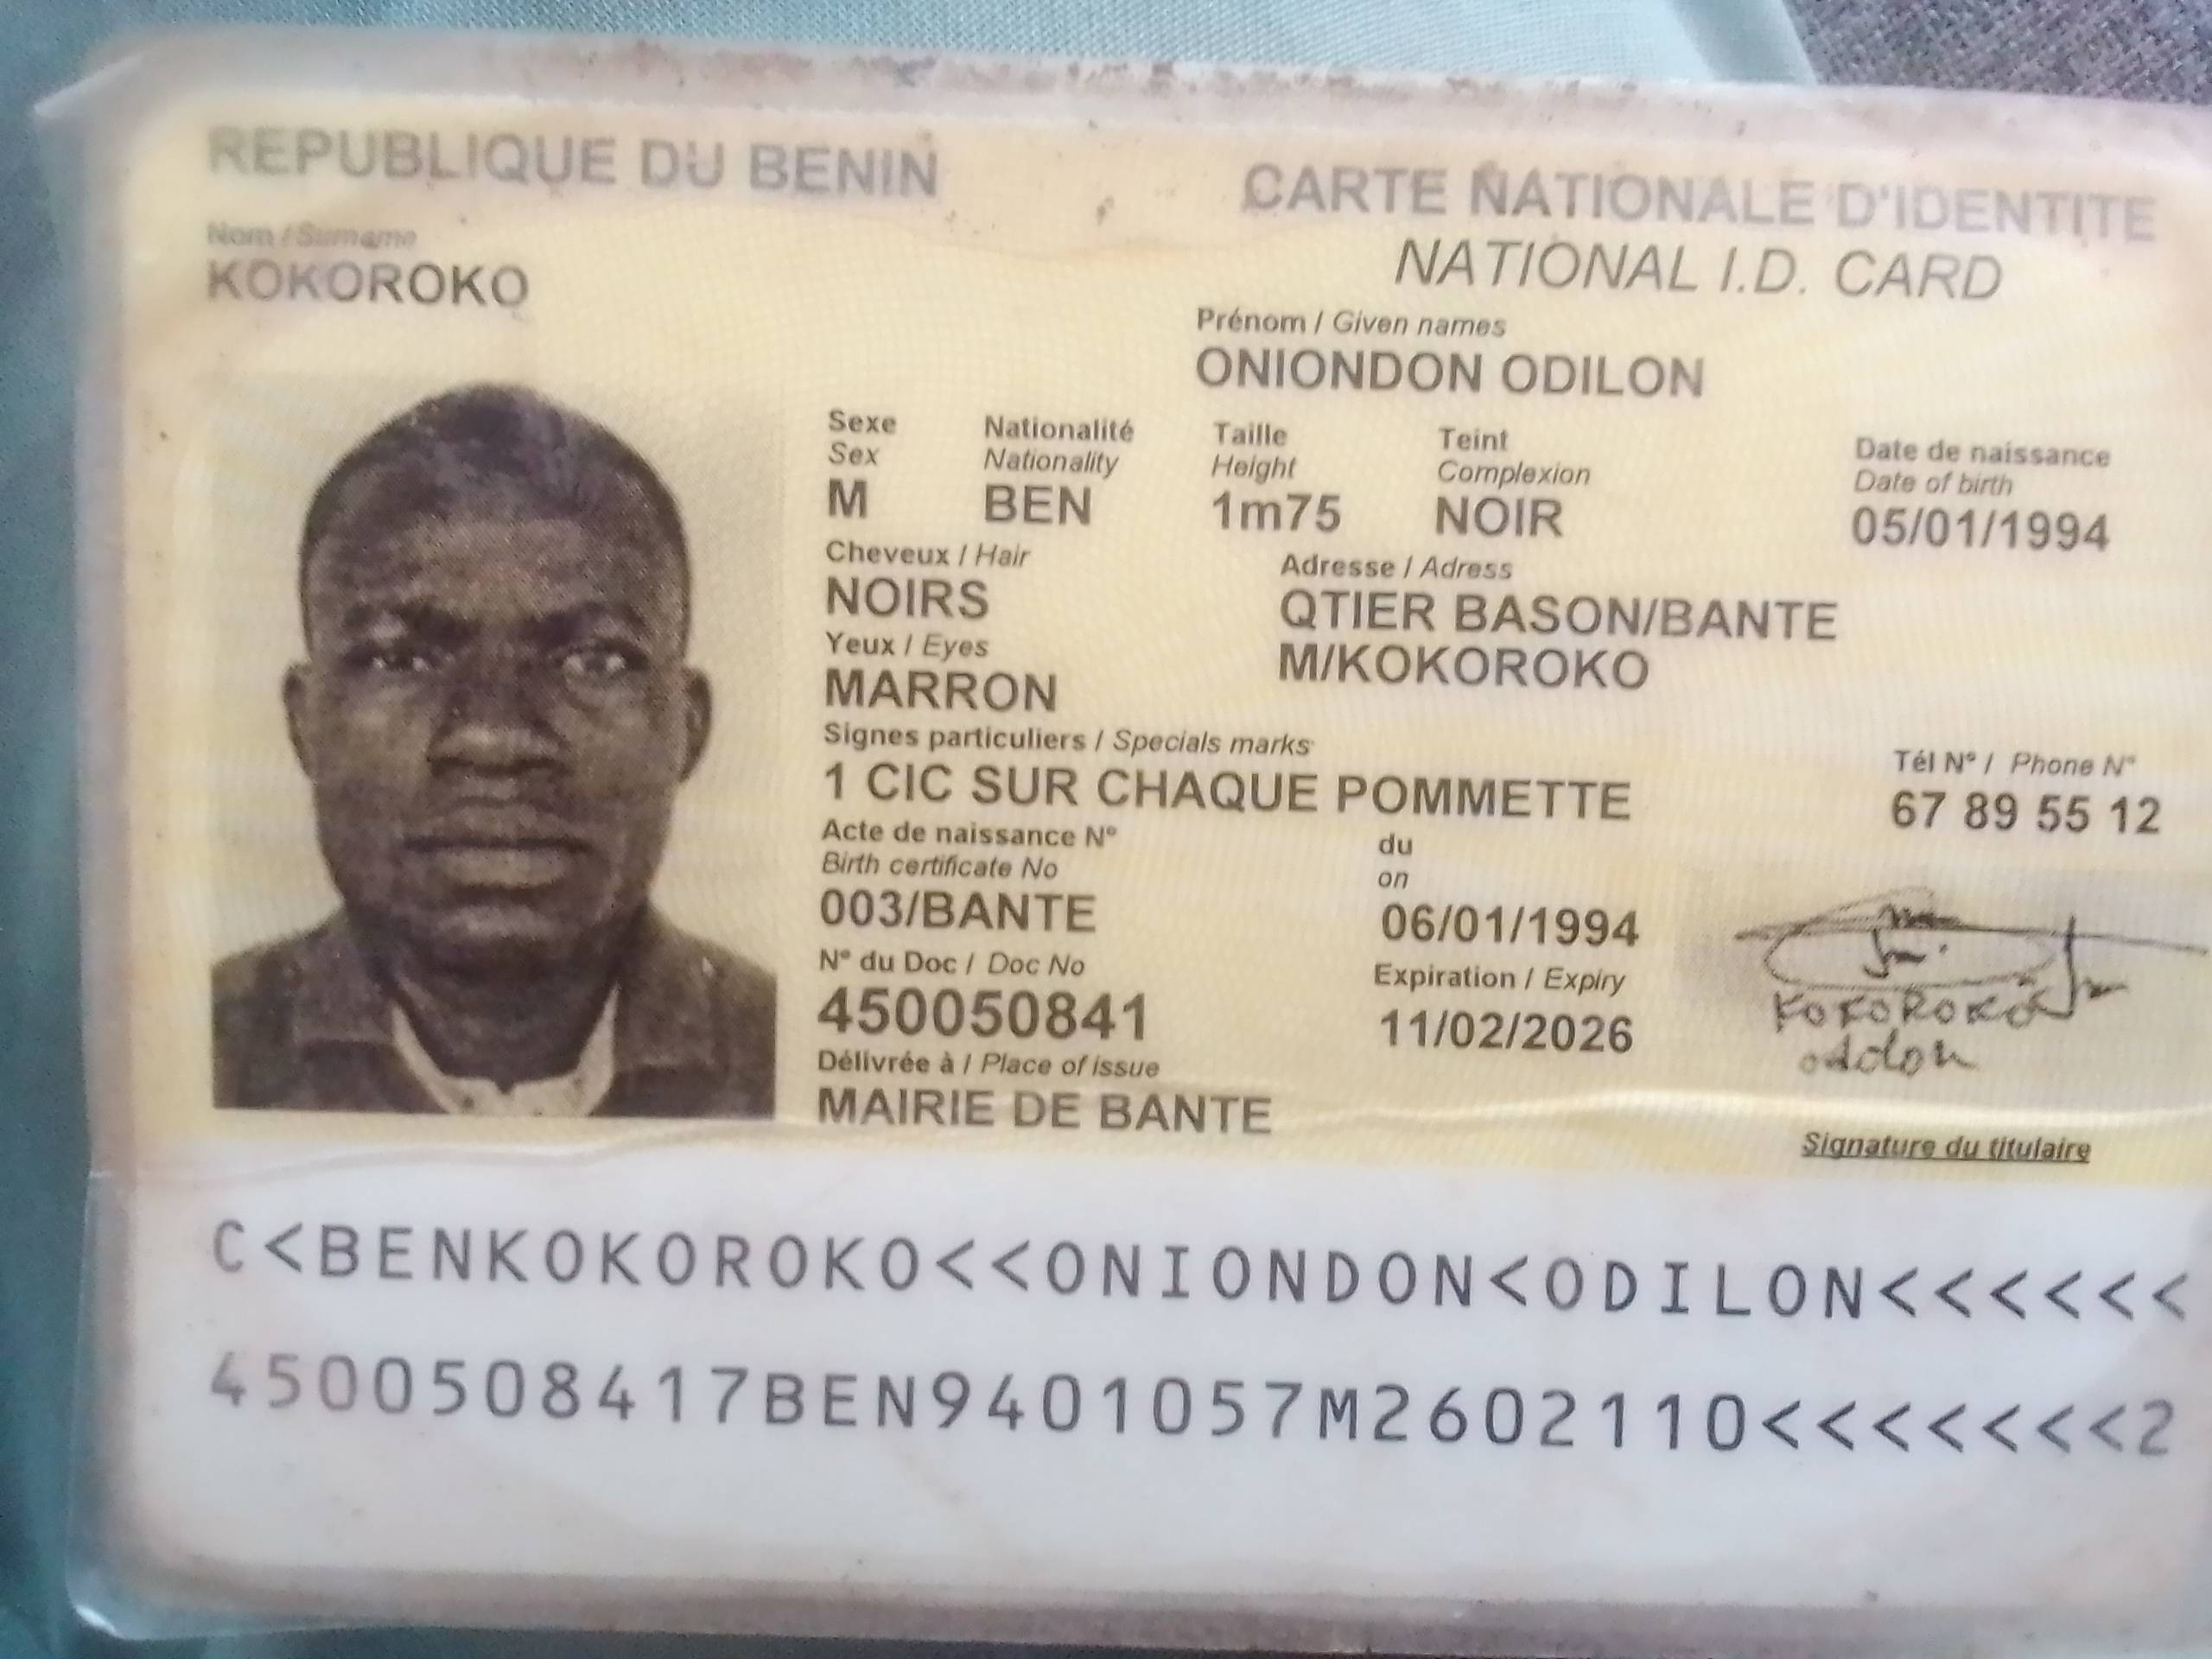 REPUBLIQUE DU BENIN
CARTE NATIONALE D'IDENTITE
NATIONAL I.D. CARD
Nom / Surname
KOKOROKO
Prénom / Given names
ONIONDON ODILON
Sexe Nationalité Taille Teint Date de naissance
Sex Nationality Height Complexion Date of birth
M BEN 1m75 NOIR 05/01/1994
Cheveux / Hair Adresse / Adress
NOIRS QTIER BASON/BANTE
Yeux / Eyes M/KOKOROKO
MARRON
Signes particuliers / Specials marks Tél N° / Phone N°
1 CIC SUR CHAQUE POMMETTE 67 89 55 12
Acte de naissance N° du
Birth certificate No on
003/BANTE 06/01/1994
N° du Doc / Doc No Expiration / Expiry
450050841 11/02/2026
KOKOROKO
odilon
Délivrée à / Place of issue
MAIRIE DE BANTE
Signature du titulaire
C<BENKOKOROKO<<ONIONDON<ODILON<<<<<<
4500508417BEN9401057M2602110<<<<<<<2